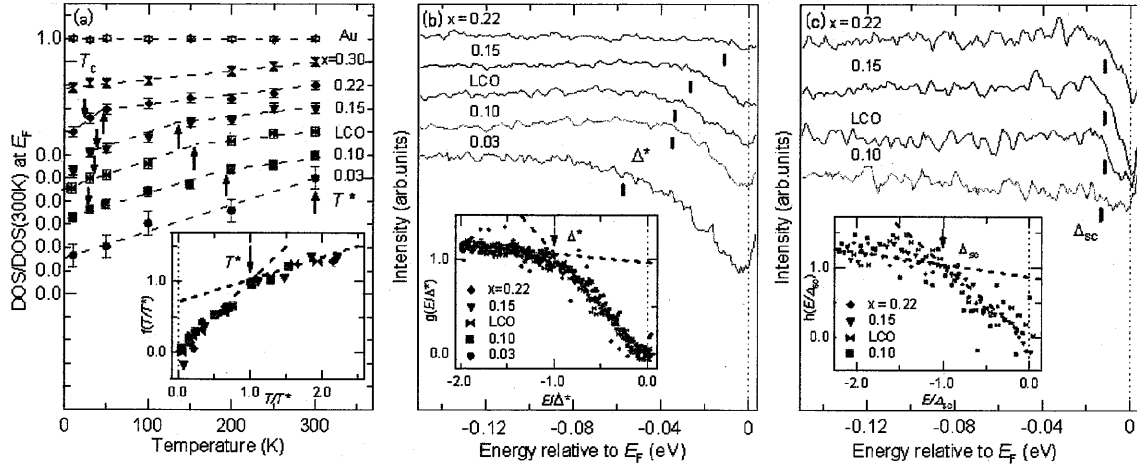 (a)
1.0
Au
T_c
x=0.30
0.22
0.15
LCO
0.10
0.03
T*
0.0
0.0
0.0
0.0
0.0
0.0
DOS/DOS(300K) at E_F
0 100 200 300
Temperature (K)
T*
1.0
0.0
f(T/T*)
0.0 1.0 2.0
T/T*
(b) x = 0.22
0.15
LCO
0.10
0.03
Δ*
Intensity (arb.units)
Δ*
g(E/Δ*)
1.0
0.0
x=0.22
0.15
LCO
0.10
0.03
-2.0 -1.0 0.0
E/Δ*
-0.12 -0.08 -0.04 0
Energy relative to E_F (eV)
(c) x = 0.22
0.15
LCO
0.10
Δ_sc
Intensity (arb.units)
Δ_sc
h(E/Δ_sc)
1.0
0.0
x = 0.22
0.15
LCO
0.10
-2.0 -1.0 0.0
E/Δ_sc
-0.12 -0.08 -0.04 0
Energy relative to E_F (eV)